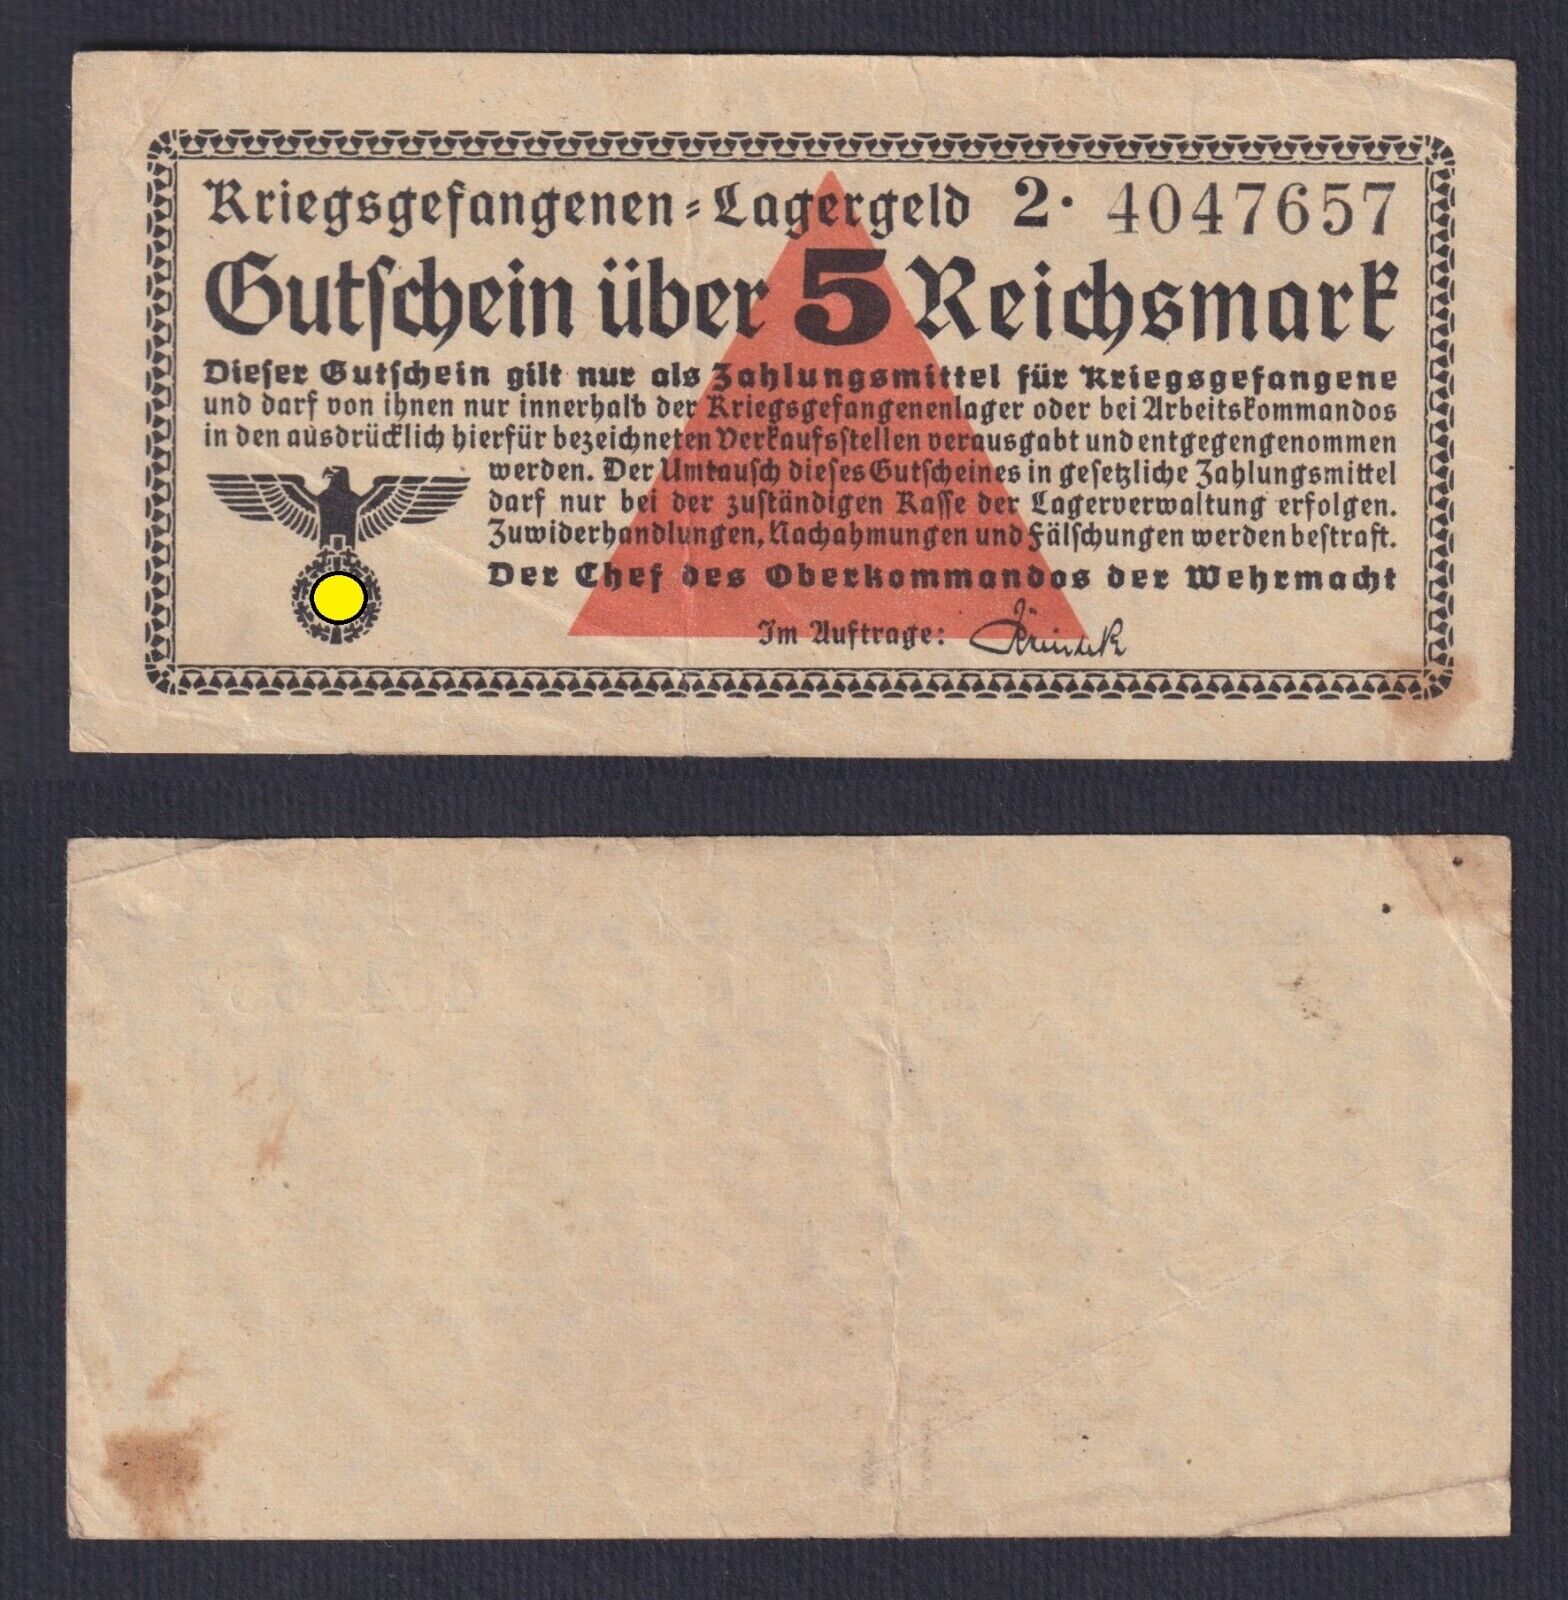 Kriegsgefangenen-Lagergeld 2· 4047657
Gutschein über 5 Reichsmark
Dieser Gutschein gilt nur als Zahlungsmittel für Kriegsgefangene
und darf von ihnen nur innerhalb der Kriegsgefangenenlager oder bei Arbeitskommandos
in den ausdrücklich hierfür bezeichneten Verkaufsstellen verausgabt und entgegengenommen
werden. Der Umtausch dieses Gutscheines in gesetzliche Zahlungsmittel
darf nur bei der zuständigen Kasse der Lagerverwaltung erfolgen.
Zuwiderhandlungen, Nachahmungen und Fälschungen werden bestraft.
Der Chef des Oberkommandos der Wehrmacht
Im Auftrage: